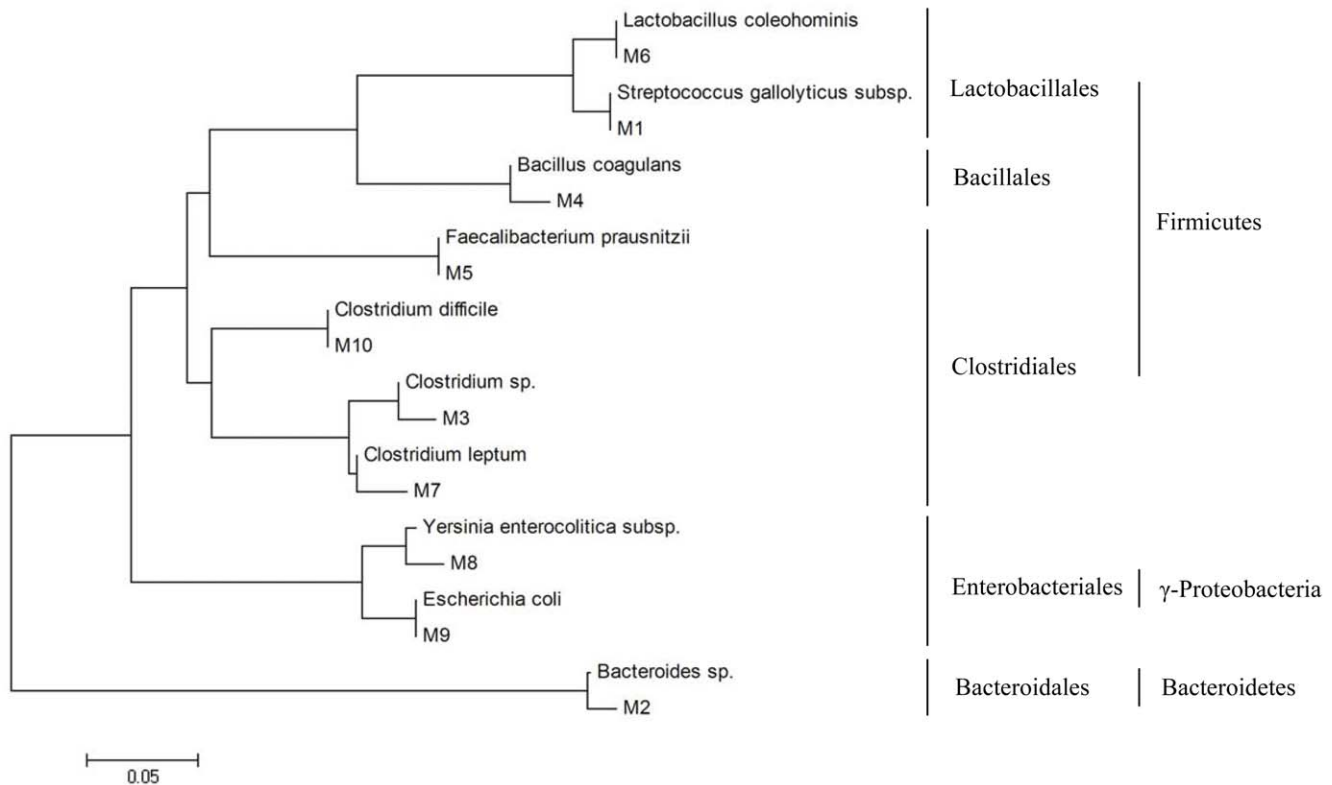 Lactobacillus coleohominis
M6
Streptococcus gallolyticus subsp.
M1
Bacillus coagulans
M4
Faecalibacterium prausnitzii
M5
Clostridium difficile
M10
Clostridium sp.
M3
Clostridium leptum
M7
Yersinia enterocolitica subsp.
M8
Escherichia coli
M9
Bacteroides sp.
M2
Lactobacillales
Bacillales
Clostridiales
Enterobacteriales
Bacteroidales
Firmicutes
γ-Proteobacteria
Bacteroidetes
0.05